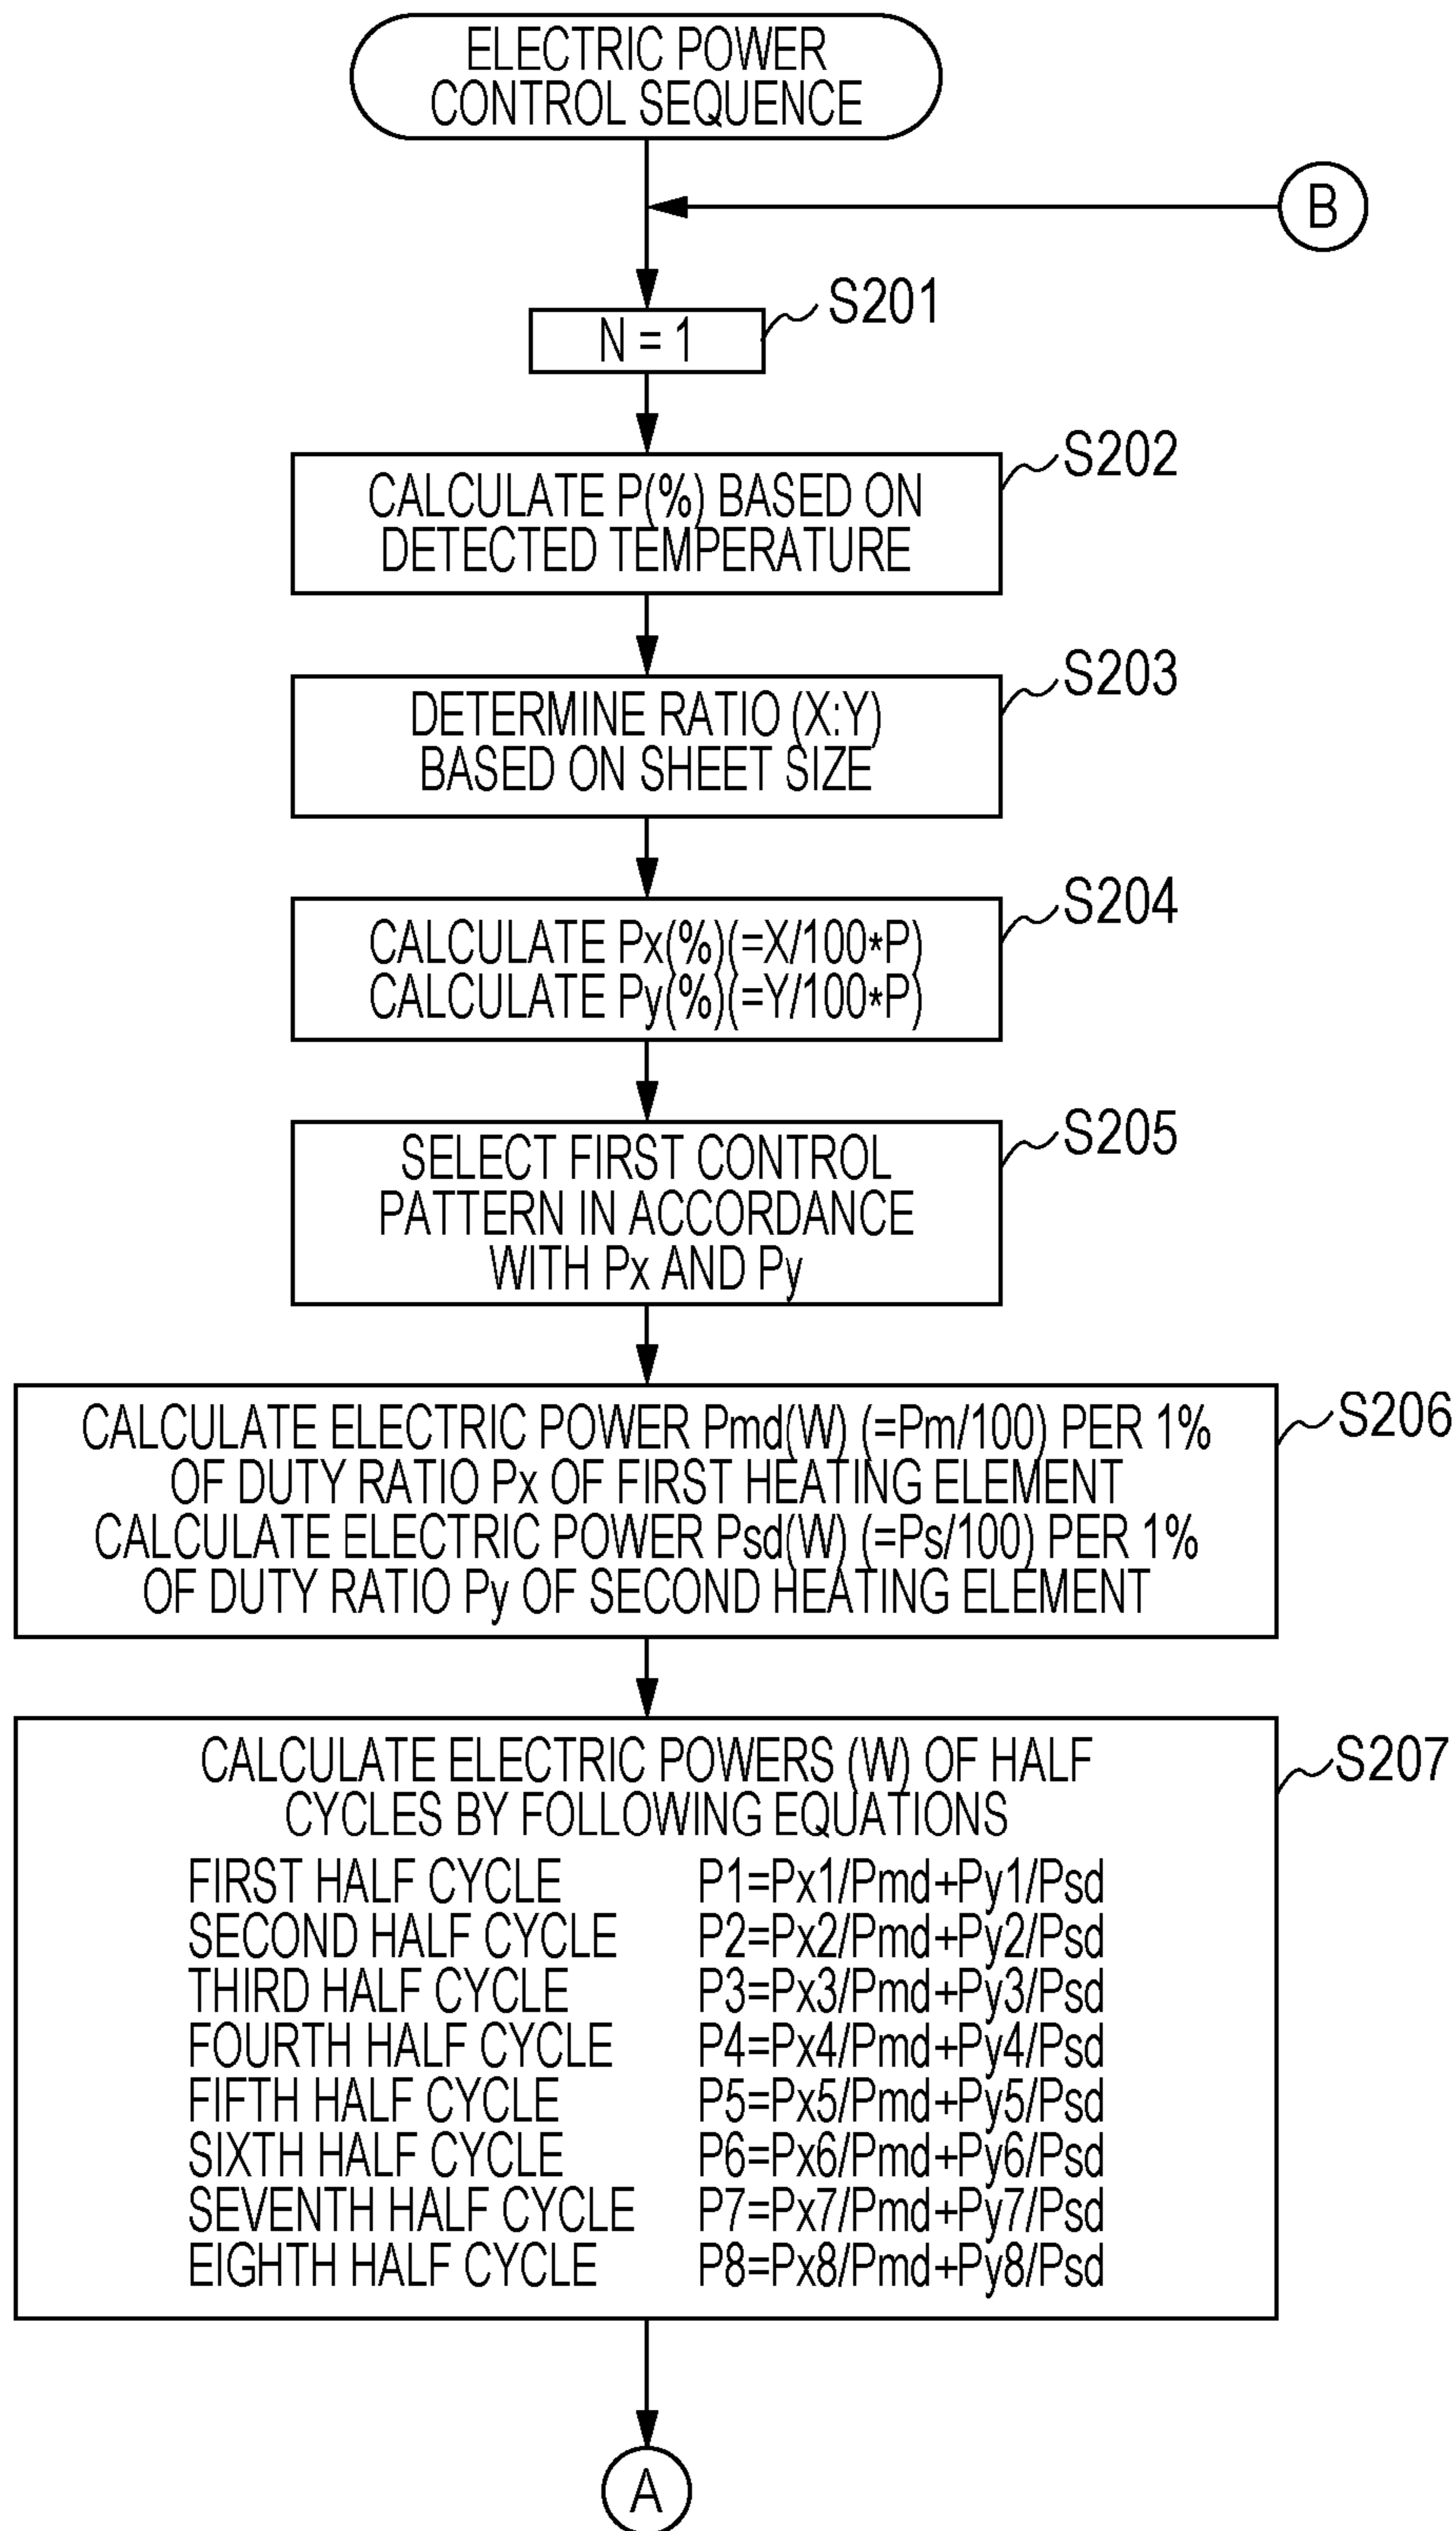 ELECTRIC POWER
CONTROL SEQUENCE
B
S201
N = 1
S202
CALCULATE P(%) BASED ON
DETECTED TEMPERATURE
S203
DETERMINE RATIO (X:Y)
BASED ON SHEET SIZE
S204
CALCULATE Px(%)(=X/100*P)
CALCULATE Py(%)(=Y/100*P)
S205
SELECT FIRST CONTROL
PATTERN IN ACCORDANCE
WITH Px AND Py
S206
CALCULATE ELECTRIC POWER Pmd(W) (=Pm/100) PER 1%
OF DUTY RATIO Px OF FIRST HEATING ELEMENT
CALCULATE ELECTRIC POWER Psd(W) (=Ps/100) PER 1%
OF DUTY RATIO Py OF SECOND HEATING ELEMENT
S207
CALCULATE ELECTRIC POWERS (W) OF HALF
CYCLES BY FOLLOWING EQUATIONS
FIRST HALF CYCLE P1=Px1/Pmd+Py1/Psd
SECOND HALF CYCLE P2=Px2/Pmd+Py2/Psd
THIRD HALF CYCLE P3=Px3/Pmd+Py3/Psd
FOURTH HALF CYCLE P4=Px4/Pmd+Py4/Psd
FIFTH HALF CYCLE P5=Px5/Pmd+Py5/Psd
SIXTH HALF CYCLE P6=Px6/Pmd+Py6/Psd
SEVENTH HALF CYCLE P7=Px7/Pmd+Py7/Psd
EIGHTH HALF CYCLE P8=Px8/Pmd+Py8/Psd
A